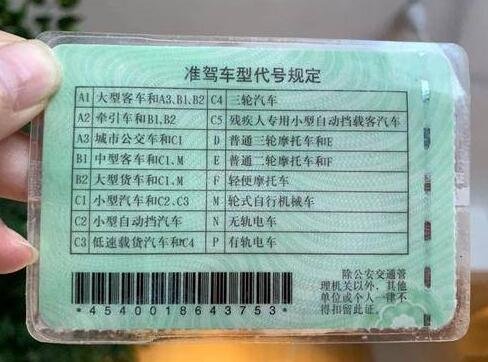 准驾车型代号规定
A1 大型客车和A3、B1、B2 C4 三轮汽车
A2 牵引车和B1、B2 C5 残疾人专用小型自动挡载客汽车
A3 城市公交车和C1 D 普通三轮摩托车和E
B1 中型客车和C1、M E 普通二轮摩托车和F
B2 大型货车和C1、M F 轻便摩托车
C1 小型汽车和C2、C3 M 轮式自行机械车
C2 小型自动挡汽车 N 无轨电车
C3 低速载货汽车和C4 P 有轨电车
*4540018643753*
除公安交通管
理机关以外，其他
单位或个人一律不
得扣留此证。